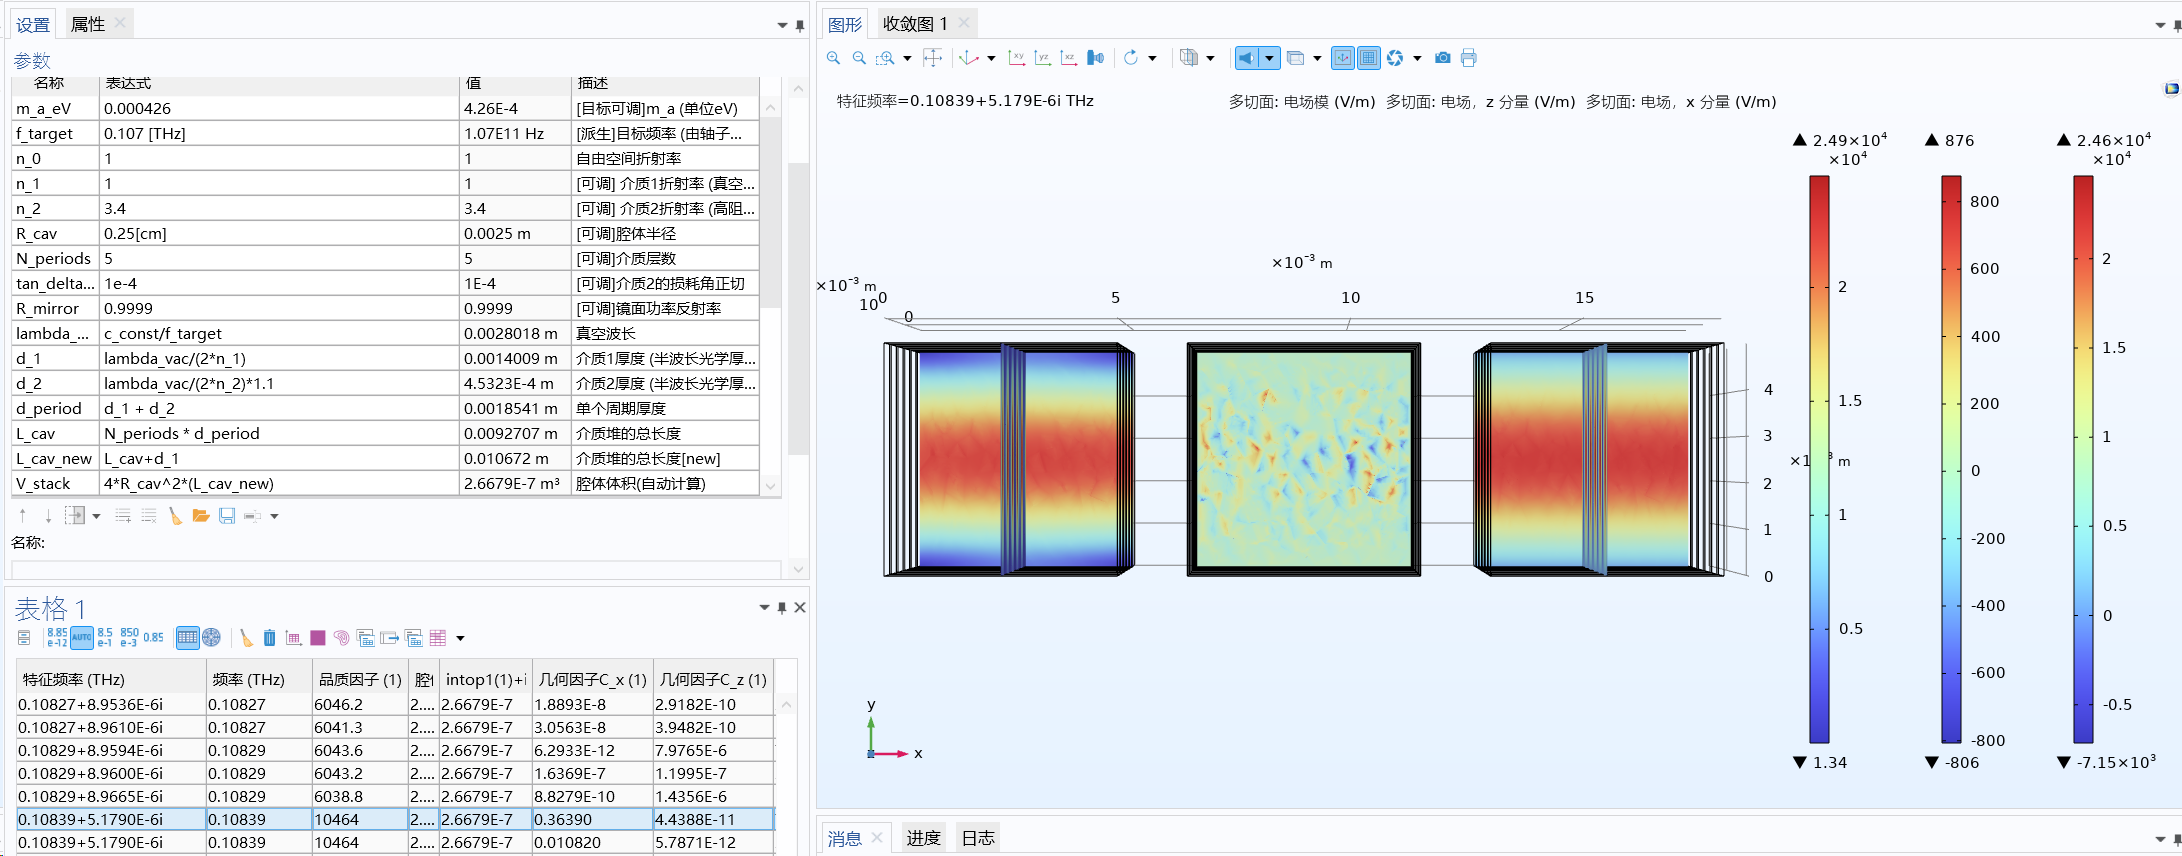 设置 属性
参数
名称 表达式 值 描述
m_a_eV 0.000426 4.26E-4 [目标可调]m_a (单位eV)
f_target 0.107 [THz] 1.07E11 Hz [派生]目标频率 (由轴子...
n_0 1 1 自由空间折射率
n_1 1 1 [可调] 介质1折射率 (真空...
n_2 3.4 3.4 [可调] 介质2折射率 (高阻...
R_cav 0.25[cm] 0.0025 m [可调]腔体半径
N_periods 5 5 [可调]介质层数
tan_delta... 1e-4 1E-4 [可调]介质2的损耗角正切
R_mirror 0.9999 0.9999 [可调]镜面功率反射率
lambda_... c_const/f_target 0.0028018 m 真空波长
d_1 lambda_vac/(2*n_1) 0.0014009 m 介质1厚度 (半波长光学厚...
d_2 lambda_vac/(2*n_2)*1.1 4.5323E-4 m 介质2厚度 (半波长光学厚...
d_period d_1 + d_2 0.0018541 m 单个周期厚度
L_cav N_periods * d_period 0.0092707 m 介质堆的总长度
L_cav_new L_cav+d_1 0.010672 m 介质堆的总长度[new]
V_stack 4*R_cav^2*(L_cav_new) 2.6679E-7 m³ 腔体体积(自动计算)
名称:
表格 1
8.85 e-12 AUTO 8.5 e-1 850 e-3 0.85
特征频率 (THz) 频率 (THz) 品质因子 (1) 腔 intop1(1)+i 几何因子C_x (1) 几何因子C_z (1)
0.10827+8.9536E-6i 0.10827 6046.2 2.... 2.6679E-7 1.8893E-8 2.9182E-10
0.10827+8.9610E-6i 0.10827 6041.3 2.... 2.6679E-7 3.0563E-8 3.9482E-10
0.10829+8.9594E-6i 0.10829 6043.6 2.... 2.6679E-7 6.2933E-12 7.9765E-6
0.10829+8.9600E-6i 0.10829 6043.2 2.... 2.6679E-7 1.6369E-7 1.1995E-7
0.10829+8.9665E-6i 0.10829 6038.8 2.... 2.6679E-7 8.8279E-10 1.4356E-6
0.10839+5.1790E-6i 0.10839 10464 2.... 2.6679E-7 0.36390 4.4388E-11
0.10839+5.1790E-6i 0.10839 10464 2.... 2.6679E-7 0.010820 5.7871E-12
图形 收敛图 1
xy yz xz
特征频率=0.10839+5.179E-6i THz 多切面: 电场模 (V/m) 多切面: 电场, z 分量 (V/m) 多切面: 电场, x 分量 (V/m)
▲ 2.49×10⁴ ▲ 876 ▲ 2.46×10⁴
×10⁴ ×10⁴
800
600
400
200
0
-200
-400
-600
-800
2
1.5
1
0.5
2
1.5
1
0.5
0
-0.5
▼ 1.34 ▼ -806 ▼ -7.15×10³
×10⁻³ m
×10⁻³ m
10 0 5 10 15
0
4
3
2
1
0
y
x
消息 进度 日志